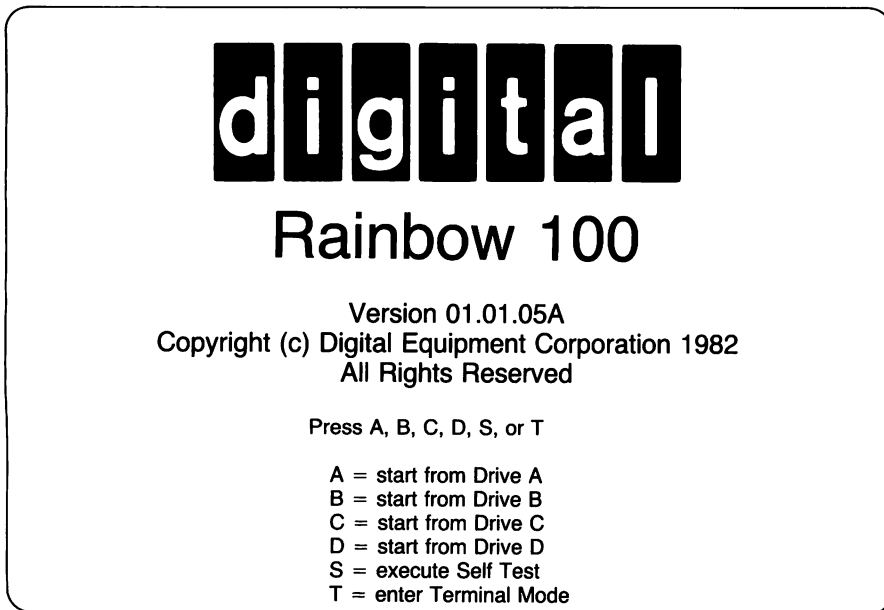 digital
Rainbow 100
Version 01.01.05A
Copyright (c) Digital Equipment Corporation 1982
All Rights Reserved
Press A, B, C, D, S, or T
A = start from Drive A
B = start from Drive B
C = start from Drive C
D = start from Drive D
S = execute Self Test
T = enter Terminal Mode